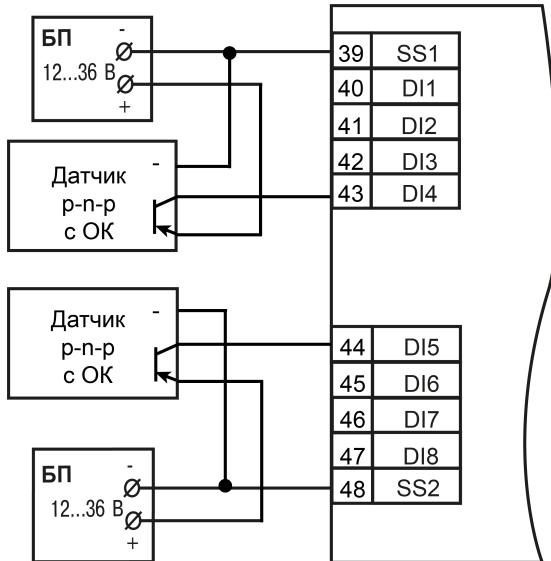 БП
-
12...36 В
+
Датчик
p-n-p
с ОК
-
39 SS1
40 DI1
41 DI2
42 DI3
43 DI4
Датчик
p-n-p
с ОК
-
44 DI5
45 DI6
46 DI7
47 DI8
48 SS2
БП
-
12...36 В
+